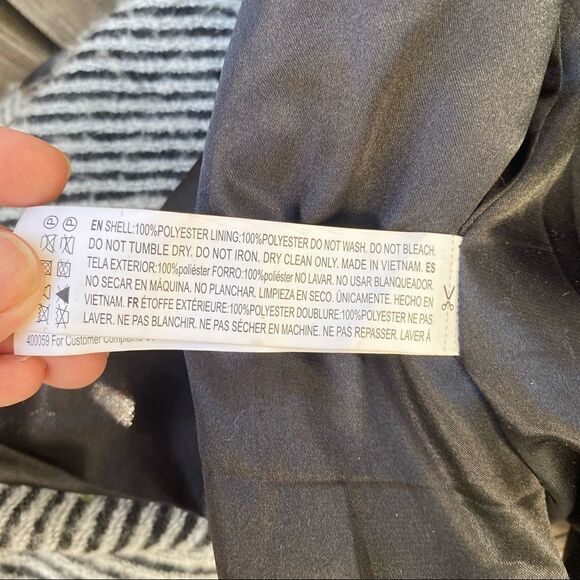 EN SHELL:100%POLYESTER LINING:100%POLYESTER DO NOT WASH. DO NOT BLEACH.
DO NOT TUMBLE DRY. DO NOT IRON. DRY CLEAN ONLY. MADE IN VIETNAM. ES
TELA EXTERIOR:100%poliéster FORRO:100%poliéster NO LAVAR. NO USAR BLANQUEADOR.
NO SECAR EN MÁQUINA. NO PLANCHAR. LIMPIEZA EN SECO. ÚNICAMENTE. HECHO EN
VIETNAM. FR ÉTOFFE EXTÉRIEURE:100%POLYESTER DOUBLURE:100%POLYESTER NE PAS
LAVER. NE PAS BLANCHIR. NE PAS SÉCHER EN MACHINE. NE PAS REPASSER. LAVER À
400059 For Customer Complaints
P P